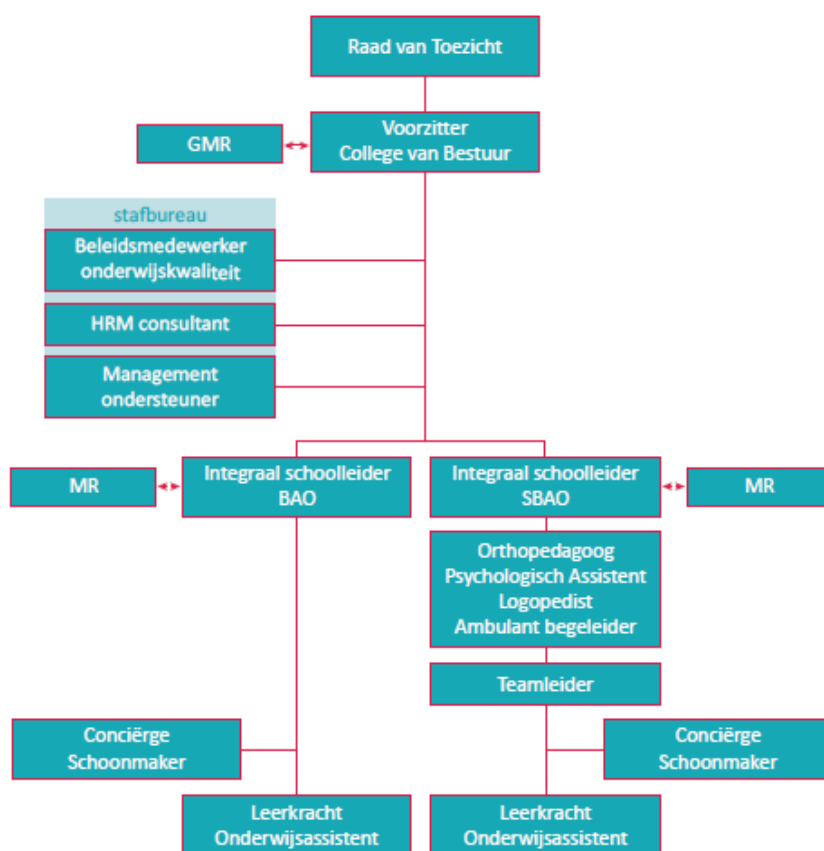 Raad van Toezicht
GMR
Voorzitter
College van Bestuur
stafbureau
Beleidsmedewerker
onderwijskwaliteit
HRM consultant
Management
ondersteuner
MR
Integraal schoolleider
BAO
Integraal schoolleider
SBAO
MR
Orthopedagoog
Psychologisch Assistent
Logopedist
Ambulant begeleider
Teamleider
Conciërge
Schoonmaker
Conciërge
Schoonmaker
Leerkracht
Onderwijsassistent
Leerkracht
Onderwijsassistent